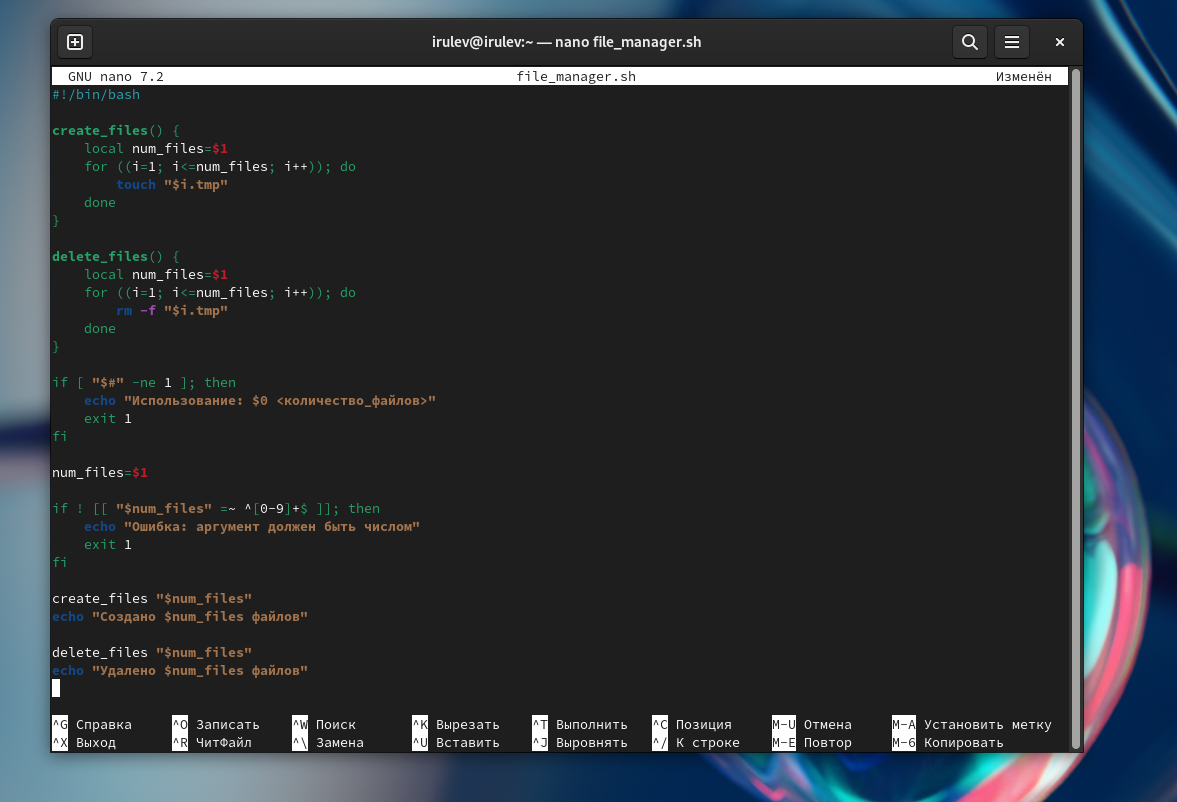 irulev@irulev:~ — nano file_manager.sh
GNU nano 7.2 file_manager.sh Изменён
#!/bin/bash

create_files() {
    local num_files=$1
    for ((i=1; i<=num_files; i++)); do
        touch "$i.tmp"
    done
}

delete_files() {
    local num_files=$1
    for ((i=1; i<=num_files; i++)); do
        rm -f "$i.tmp"
    done
}

if [ "$#" -ne 1 ]; then
    echo "Использование: $0 <количество_файлов>"
    exit 1
fi

num_files=$1

if ! [[ "$num_files" =~ ^[0-9]+$ ]]; then
    echo "Ошибка: аргумент должен быть числом"
    exit 1
fi

create_files "$num_files"
echo "Создано $num_files файлов"

delete_files "$num_files"
echo "Удалено $num_files файлов"

^G Справка ^O Записать ^W Поиск ^K Вырезать ^T Выполнить ^C Позиция M-U Отмена M-A Установить метку
^X Выход ^R ЧитФайл ^\ Замена ^U Вставить ^J Выровнять ^/ К строке M-E Повтор M-6 Копировать